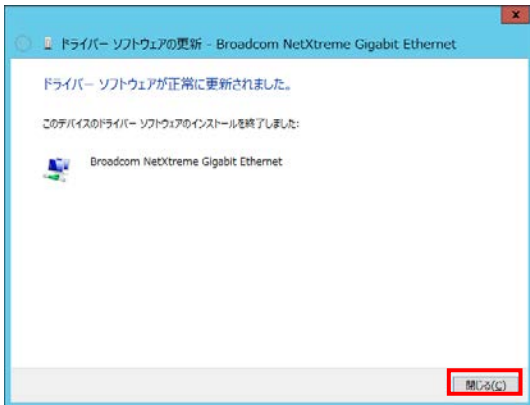 ドライバー ソフトウェアの更新 - Broadcom NetXtreme Gigabit Ethernet
ドライバー ソフトウェアが正常に更新されました。
このデバイスのドライバー ソフトウェアのインストールを終了しました:
Broadcom NetXtreme Gigabit Ethernet
閉じる(C)